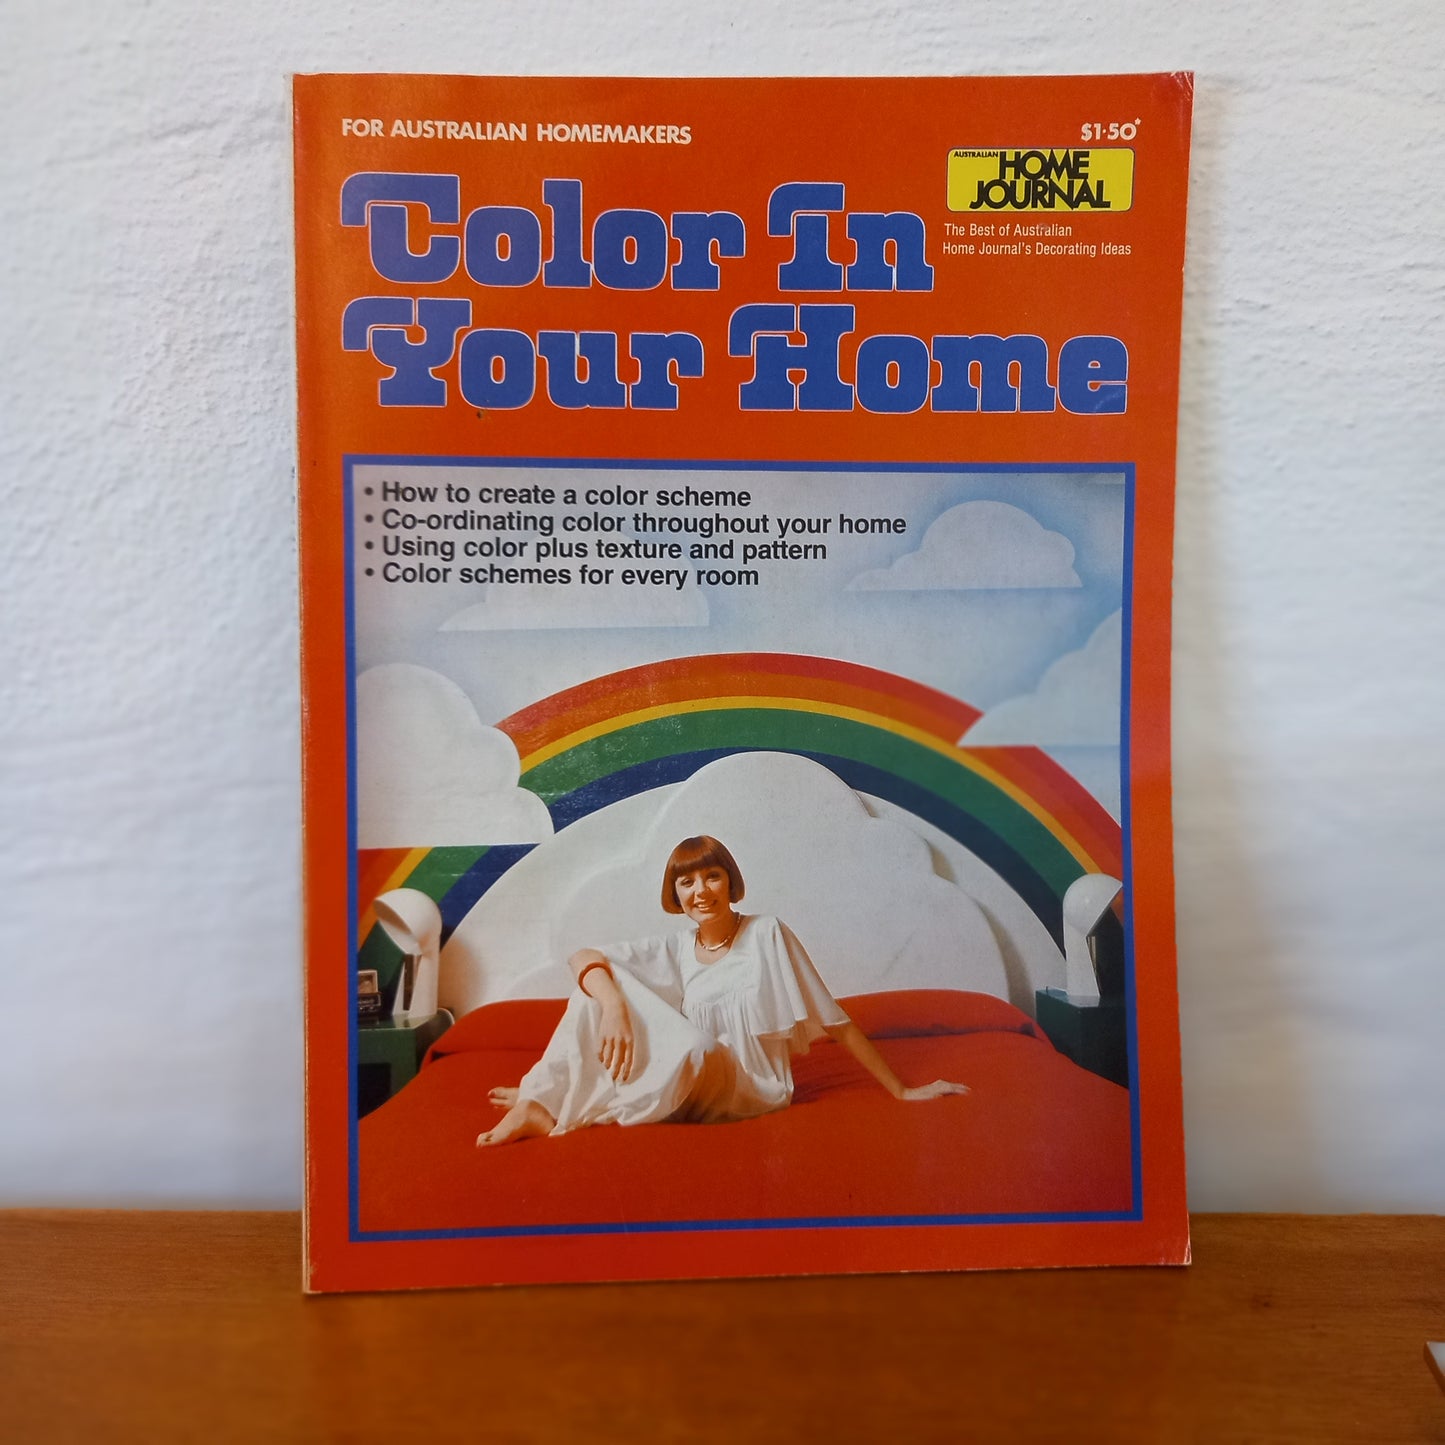 FOR AUSTRALIAN HOMEMAKERS
$1·50*
AUSTRALIAN
HOME
JOURNAL
The Best of Australian
Home Journal's Decorating Ideas
Color In
Your Home
• How to create a color scheme
• Co-ordinating color throughout your home
• Using color plus texture and pattern
• Color schemes for every room